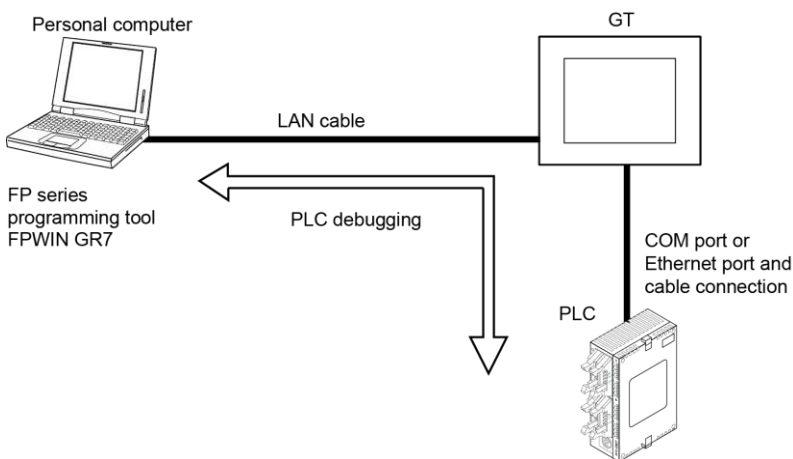 Personal computer
GT
LAN cable
FP series
programming tool
FPWIN GR7
PLC debugging
COM port or
Ethernet port and
cable connection
PLC